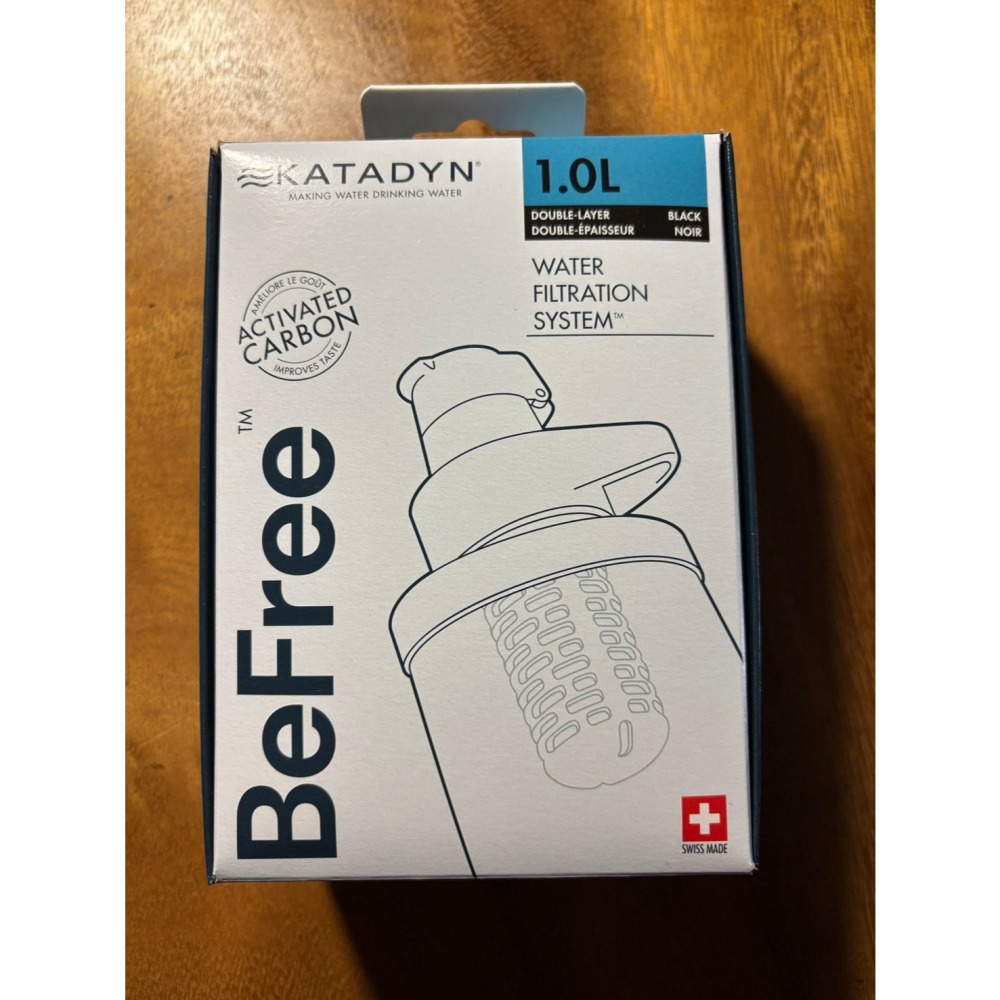 KATADYN®
MAKING WATER DRINKING WATER
1.0L
DOUBLE-LAYER BLACK
DOUBLE-ÉPAISSEUR NOIR
WATER
FILTRATION
SYSTEM™
AMÉLIORE LE GOÛT
ACTIVATED
CARBON
IMPROVES TASTE
BeFree™
SWISS MADE